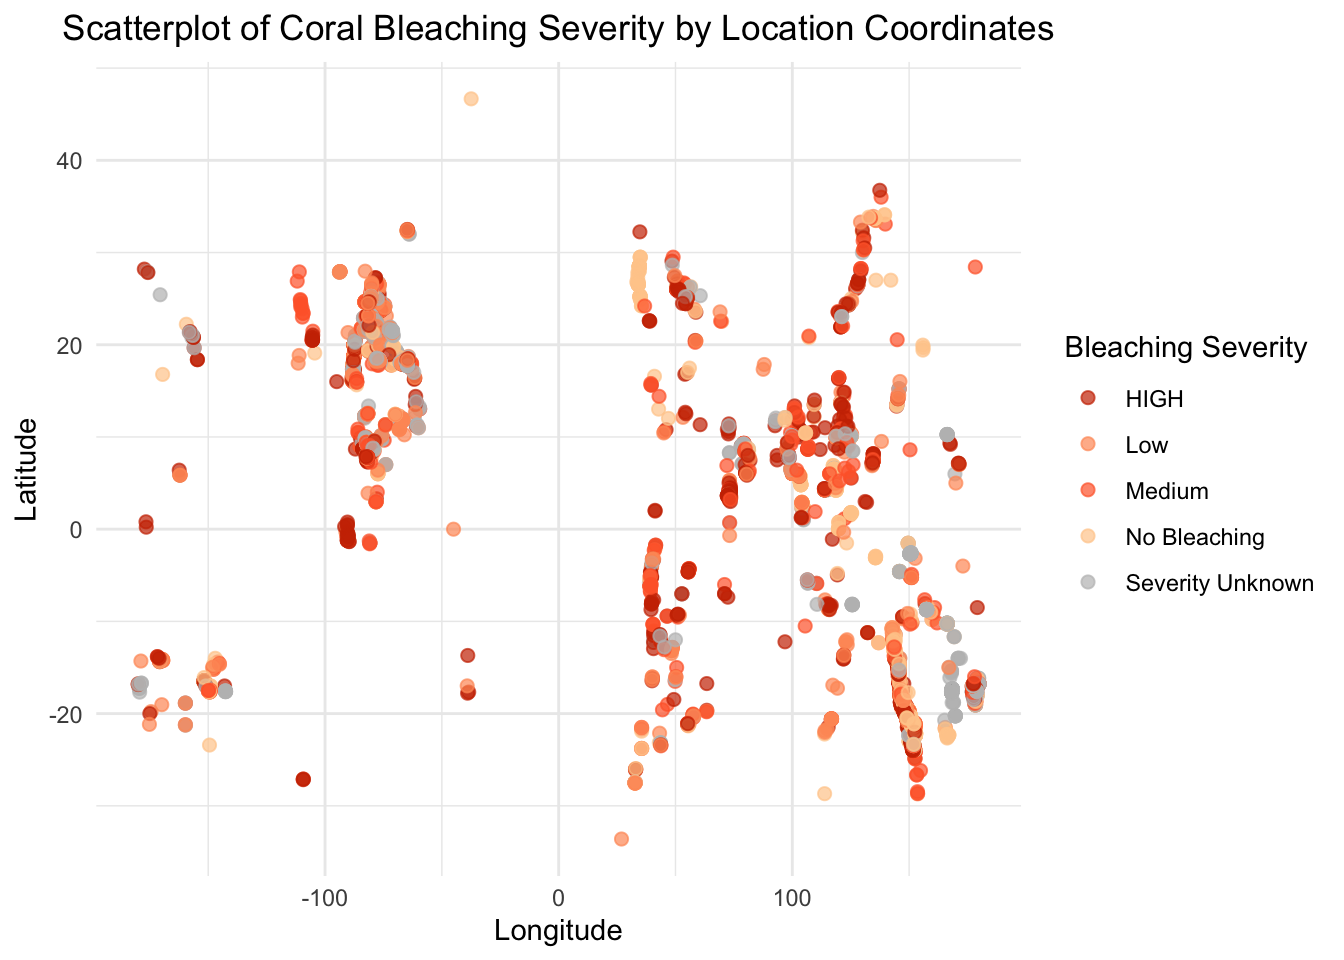 Scatterplot of Coral Bleaching Severity by Location Coordinates
40
20
0
-20
Latitude
-100
0
100
Longitude
Bleaching Severity
HIGH
Low
Medium
No Bleaching
Severity Unknown